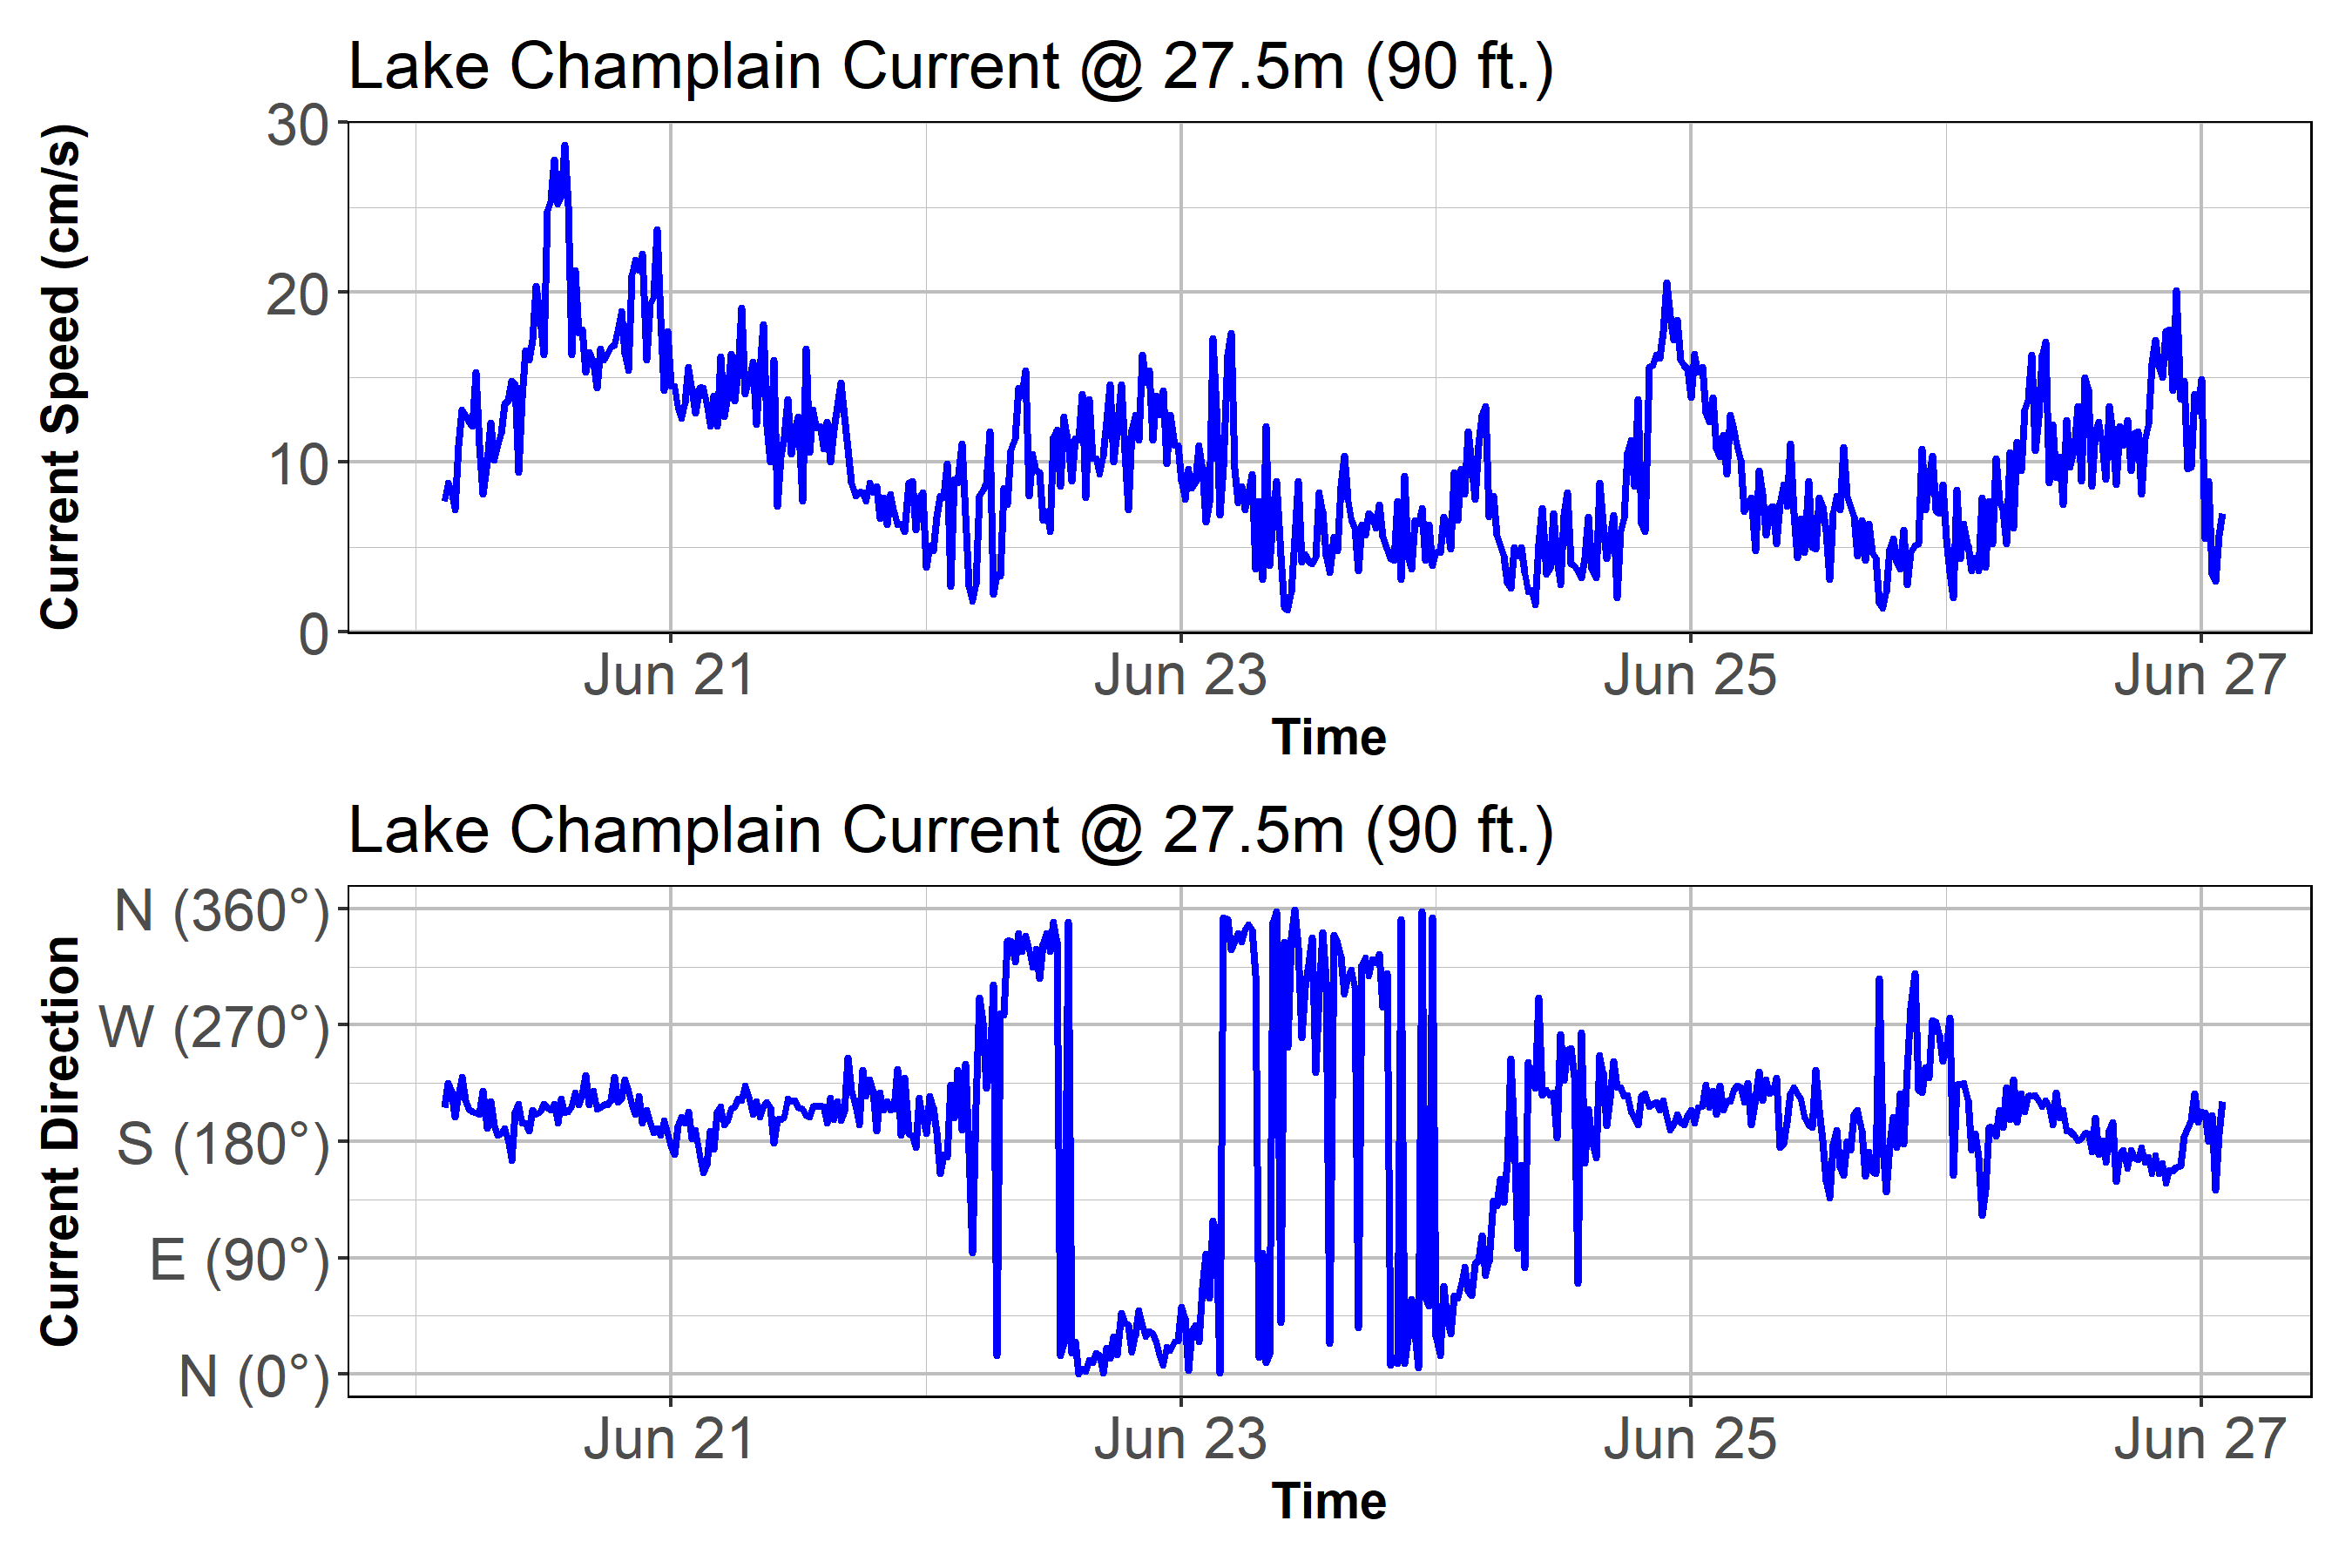 Lake Champlain Current @ 27.5m (90 ft.)
Current Speed (cm/s)
30
20
10
0
Jun 21 Jun 23 Jun 25 Jun 27
Time
Lake Champlain Current @ 27.5m (90 ft.)
Current Direction
N (360°)
W (270°)
S (180°)
E (90°)
N (0°)
Jun 21 Jun 23 Jun 25 Jun 27
Time